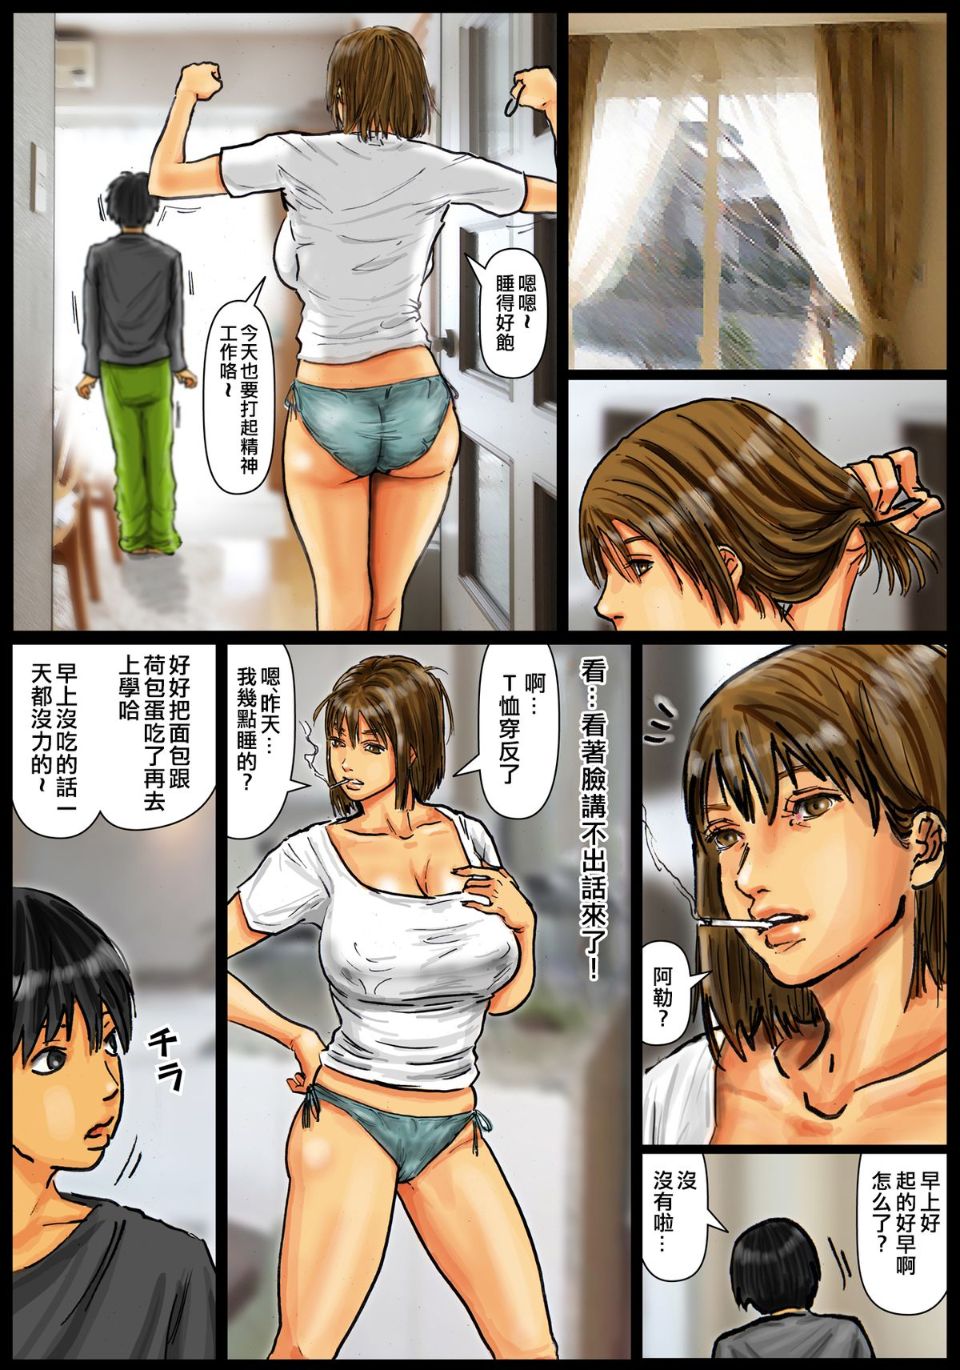 嗯嗯~
睡得好飽
今天也要打起精神
工作咯~
阿勒？
早上好
起的好早啊
怎么了？
沒
沒有啦…
看…看著臉講不出話來了！
啊…
T恤穿反了
嗯、昨天…
我幾點睡的？
好好把面包跟
荷包蛋吃了再去
上學哈
早上沒吃的話一
天都沒力的~
チラ